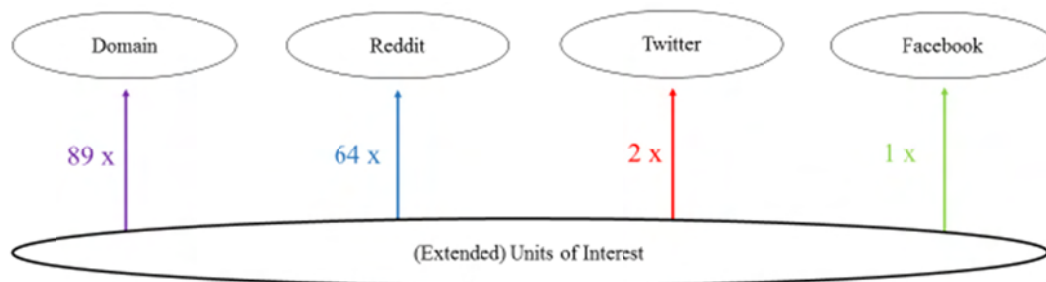 Domain
Reddit
Twitter
Facebook
89 x
64 x
2 x
1 x
(Extended) Units of Interest